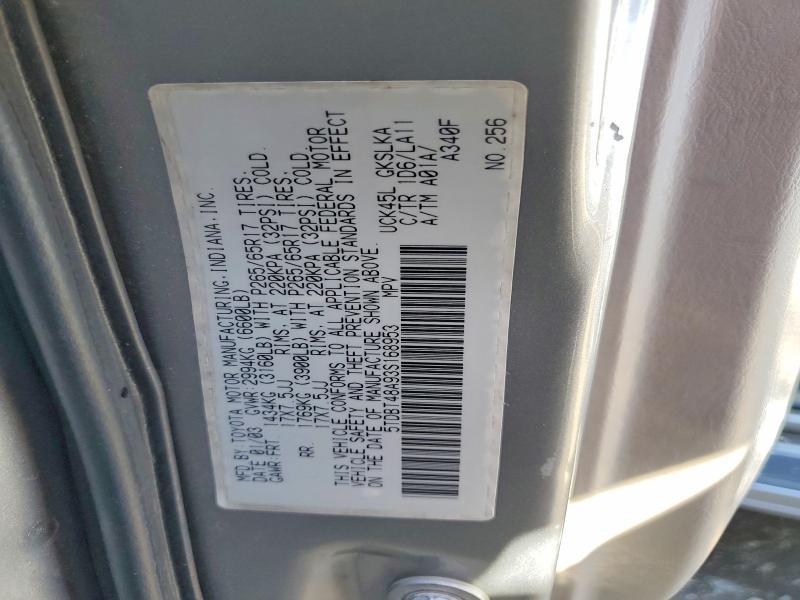 MFD.BY:TOYOTA MOTOR MANUFACTURING,INDIANA,INC.
DATE 01/03 GVWR:2994KG (6600LB)
GAWR:FRT 1434KG (3160LB) WITH P265/65R17 TIRES,
17X7.5JJ RIMS, AT 220KPA (32PSI) COLD.
RR. 1769KG (3900LB) WITH P265/65R17 TIRES,
17X7.5JJ RIMS, AT 220KPA (32PSI) COLD.
THIS VEHICLE CONFORMS TO ALL APPLICABLE FEDERAL MOTOR
VEHICLE SAFETY AND THEFT PREVENTION STANDARDS IN EFFECT
ON THE DATE OF MANUFACTURE SHOWN ABOVE.
5TDBT48A93S168953 MPV
UCK45L GKSLKA
C/TR 1D6/LA11
A/TM A01A/
A340F
NO.256